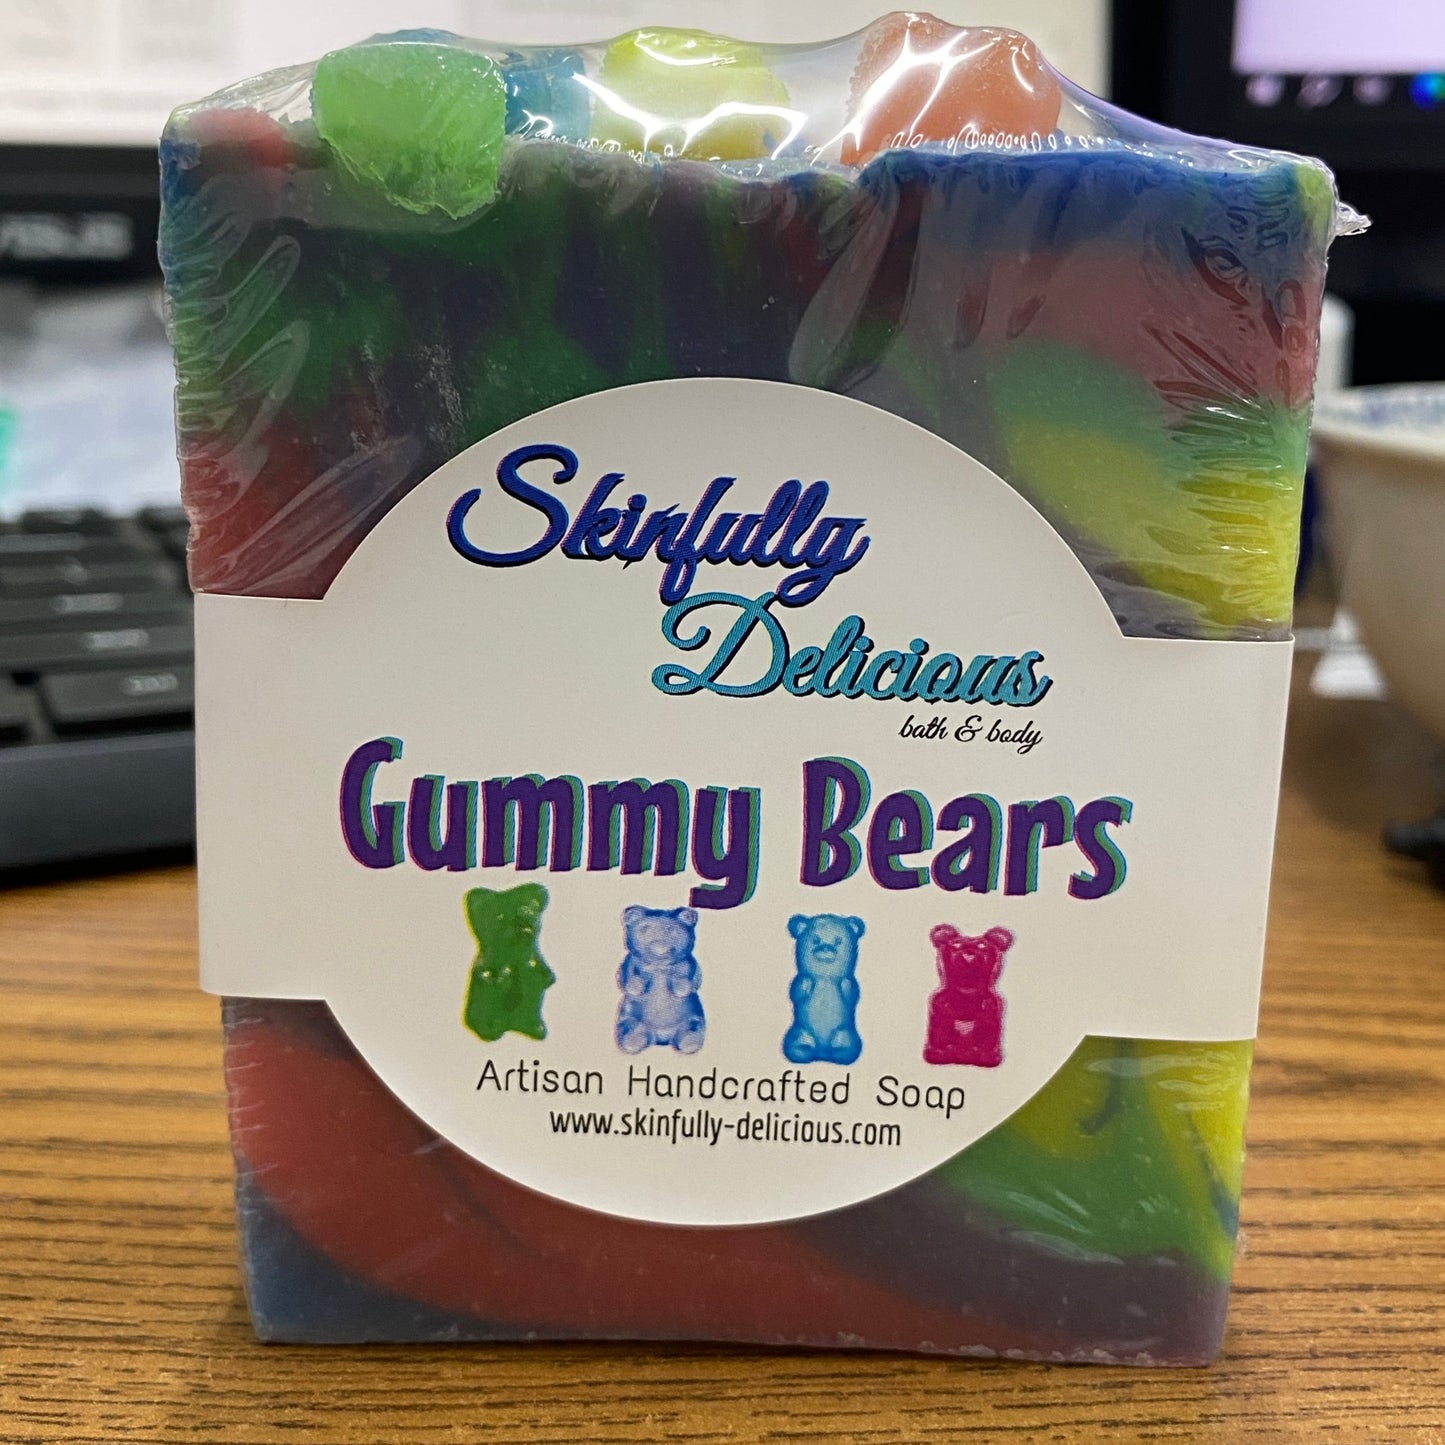 Skinfully
Delicious
bath & body
Gummy Bears
Artisan Handcrafted Soap
www.skinfully-delicious.com